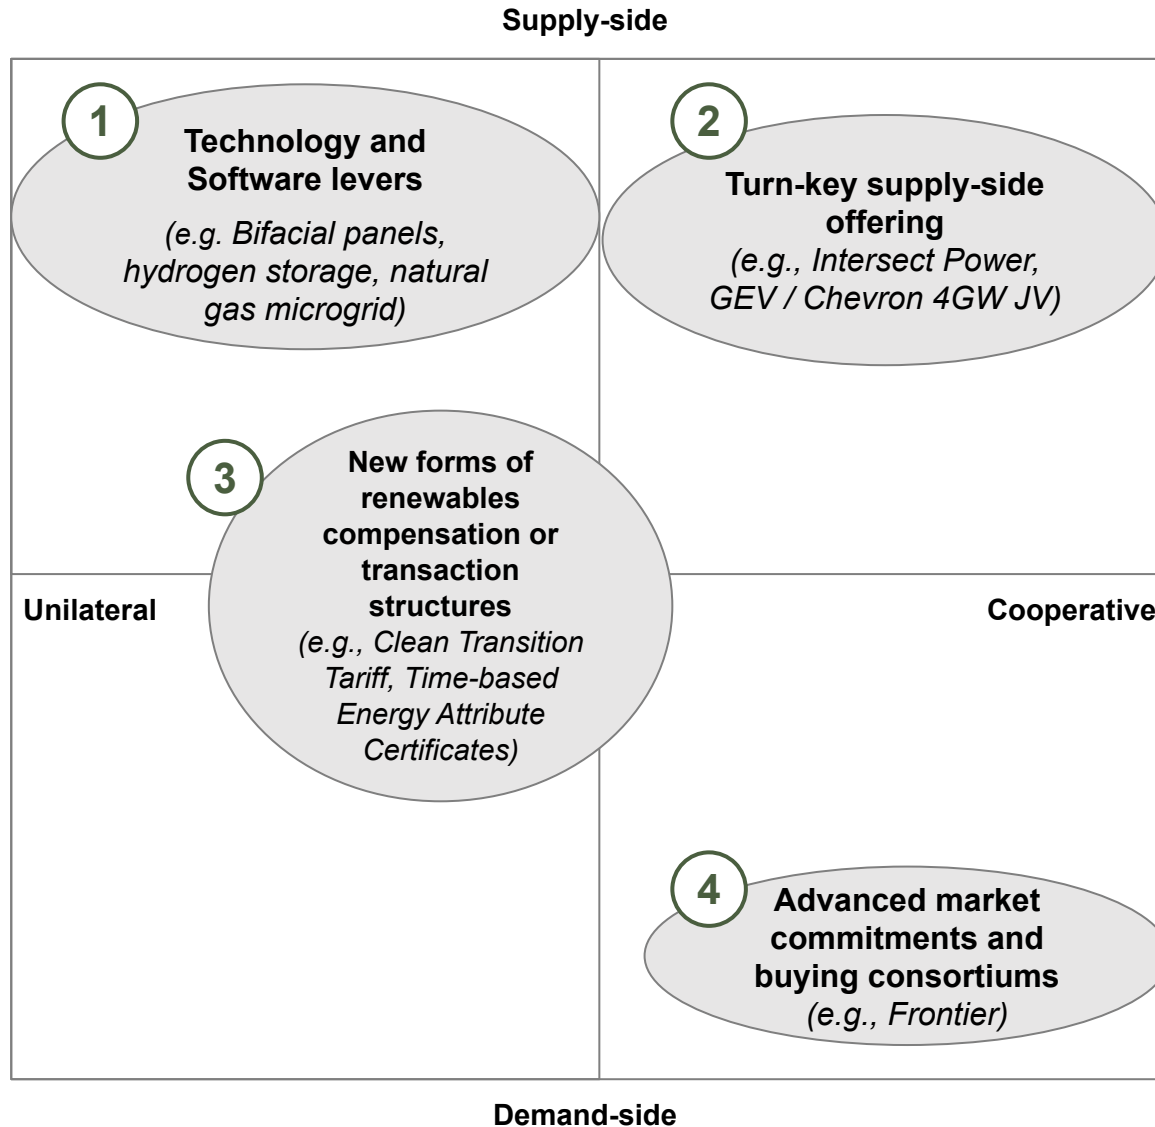 Supply-side
1
Technology and
Software levers
(e.g. Bifacial panels,
hydrogen storage, natural
gas microgrid)
2
Turn-key supply-side
offering
(e.g., Intersect Power,
GEV / Chevron 4GW JV)
3
New forms of
renewables
compensation or
transaction
structures
(e.g., Clean Transition
Tariff, Time-based
Energy Attribute
Certificates)
Unilateral
Cooperative
4
Advanced market
commitments and
buying consortiums
(e.g., Frontier)
Demand-side